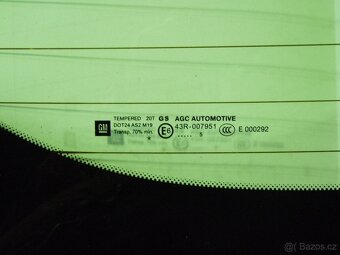 TEMPERED 20T GS AGC AUTOMOTIVE
DOT24 AS2 M19 E6 43R-007951 CCC E 000292
GM Transp. 70% min. ..... 5
Bazos.cz